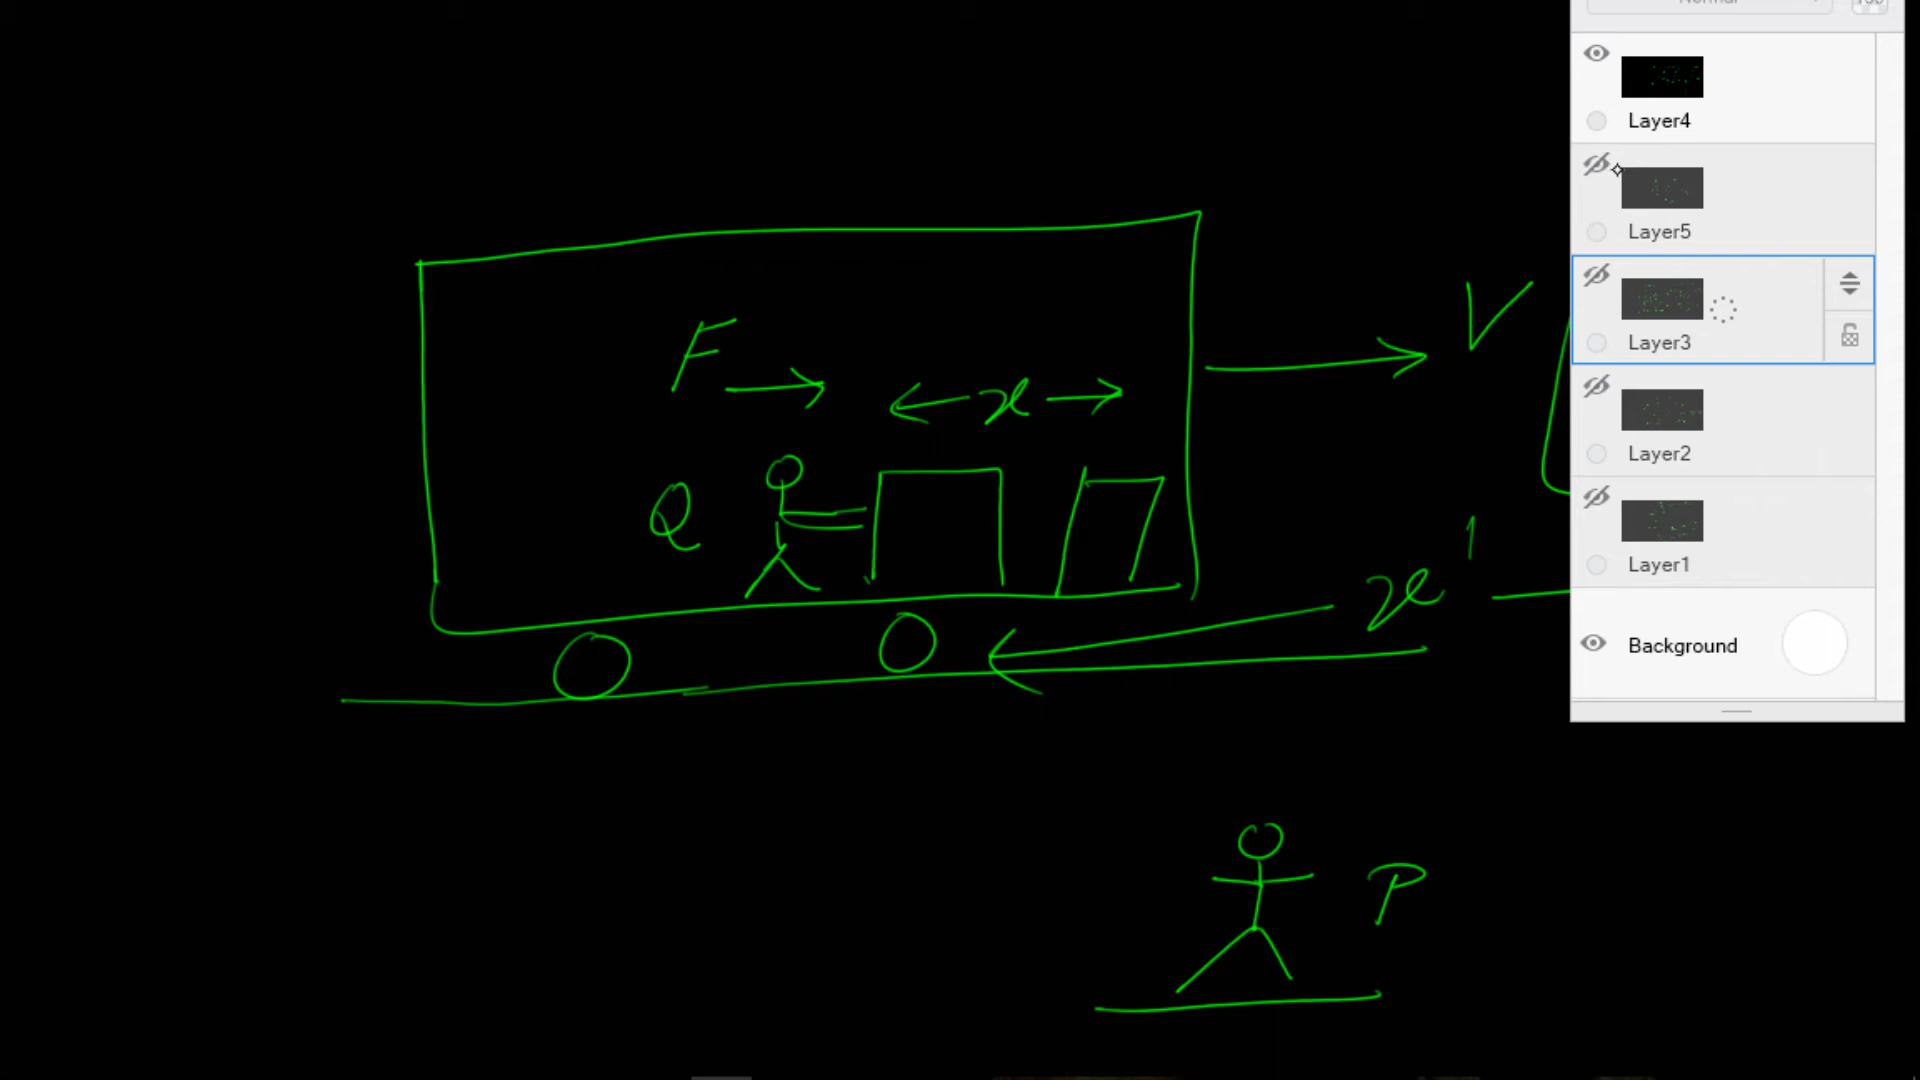 Layer4
Layer5
V
Layer3
F
x
Layer2
Q
x'
Layer1
Background
P